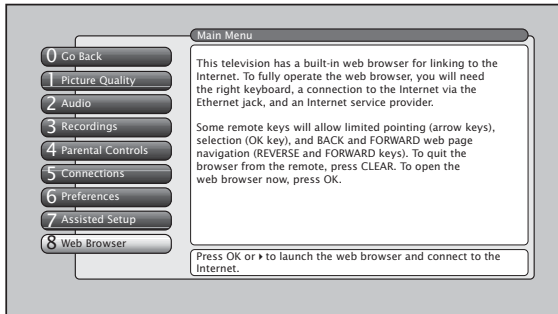 Main Menu
0 Go Back
1 Picture Quality
2 Audio
3 Recordings
4 Parental Controls
5 Connections
6 Preferences
7 Assisted Setup
8 Web Browser
This television has a built-in web browser for linking to the
Internet. To fully operate the web browser, you will need
the right keyboard, a connection to the Internet via the
Ethernet jack, and an Internet service provider.
Some remote keys will allow limited pointing (arrow keys),
selection (OK key), and BACK and FORWARD web page
navigation (REVERSE and FORWARD keys). To quit the
browser from the remote, press CLEAR. To open the
web browser now, press OK.
Press OK or ▸ to launch the web browser and connect to the
Internet.